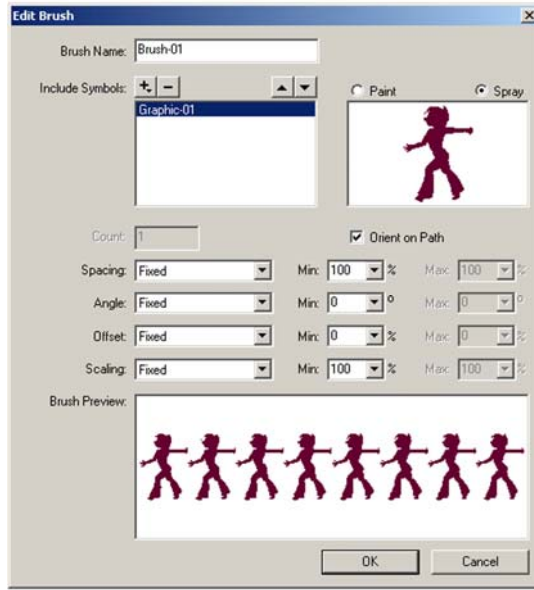 Edit Brush
Brush Name: Brush-01
Include Symbols: + −
Graphic-01
Paint Spray
Count: 1 Orient on Path
Spacing: Fixed Min: 100 % Max: 100 %
Angle: Fixed Min: 0 ° Max: 0 °
Offset: Fixed Min: 0 % Max: 0 %
Scaling: Fixed Min: 100 % Max: 100 %
Brush Preview:
OK Cancel